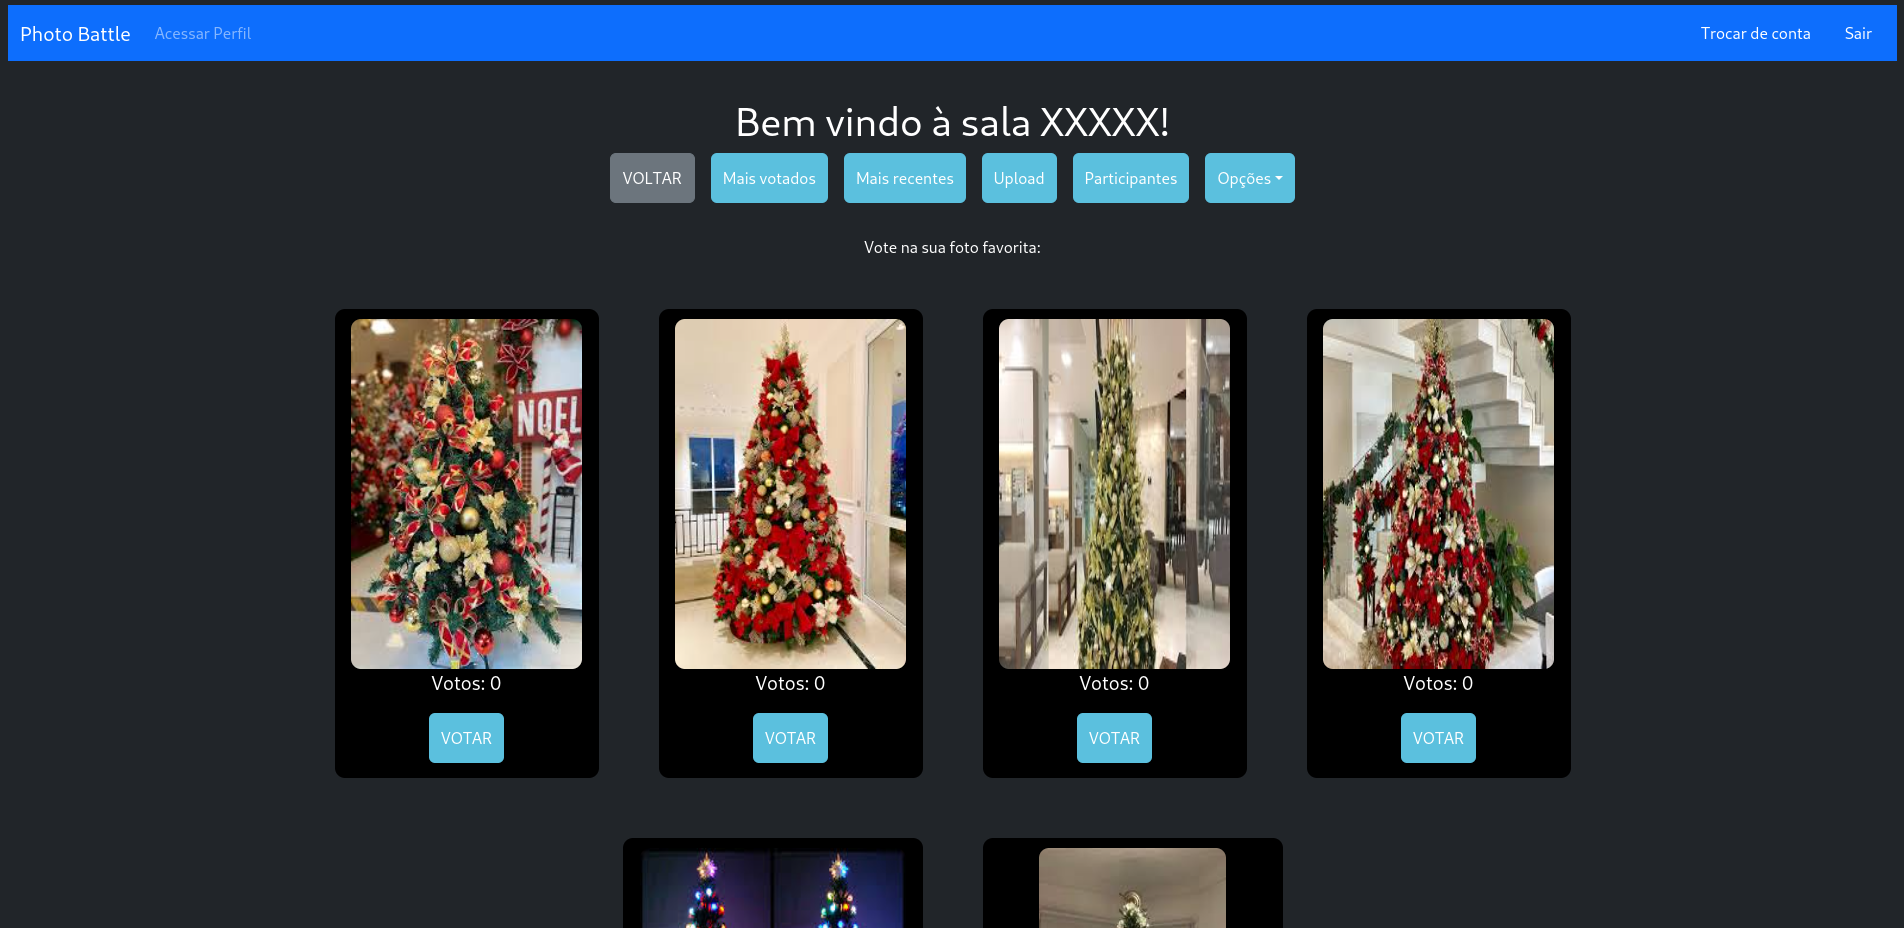 Photo Battle Acessar Perfil Trocar de conta Sair
Bem vindo à sala XXXXX!
VOLTAR Mais votados Mais recentes Upload Participantes Opções
Vote na sua foto favorita:
NOEL
Votos: 0 Votos: 0 Votos: 0 Votos: 0
VOTAR VOTAR VOTAR VOTAR